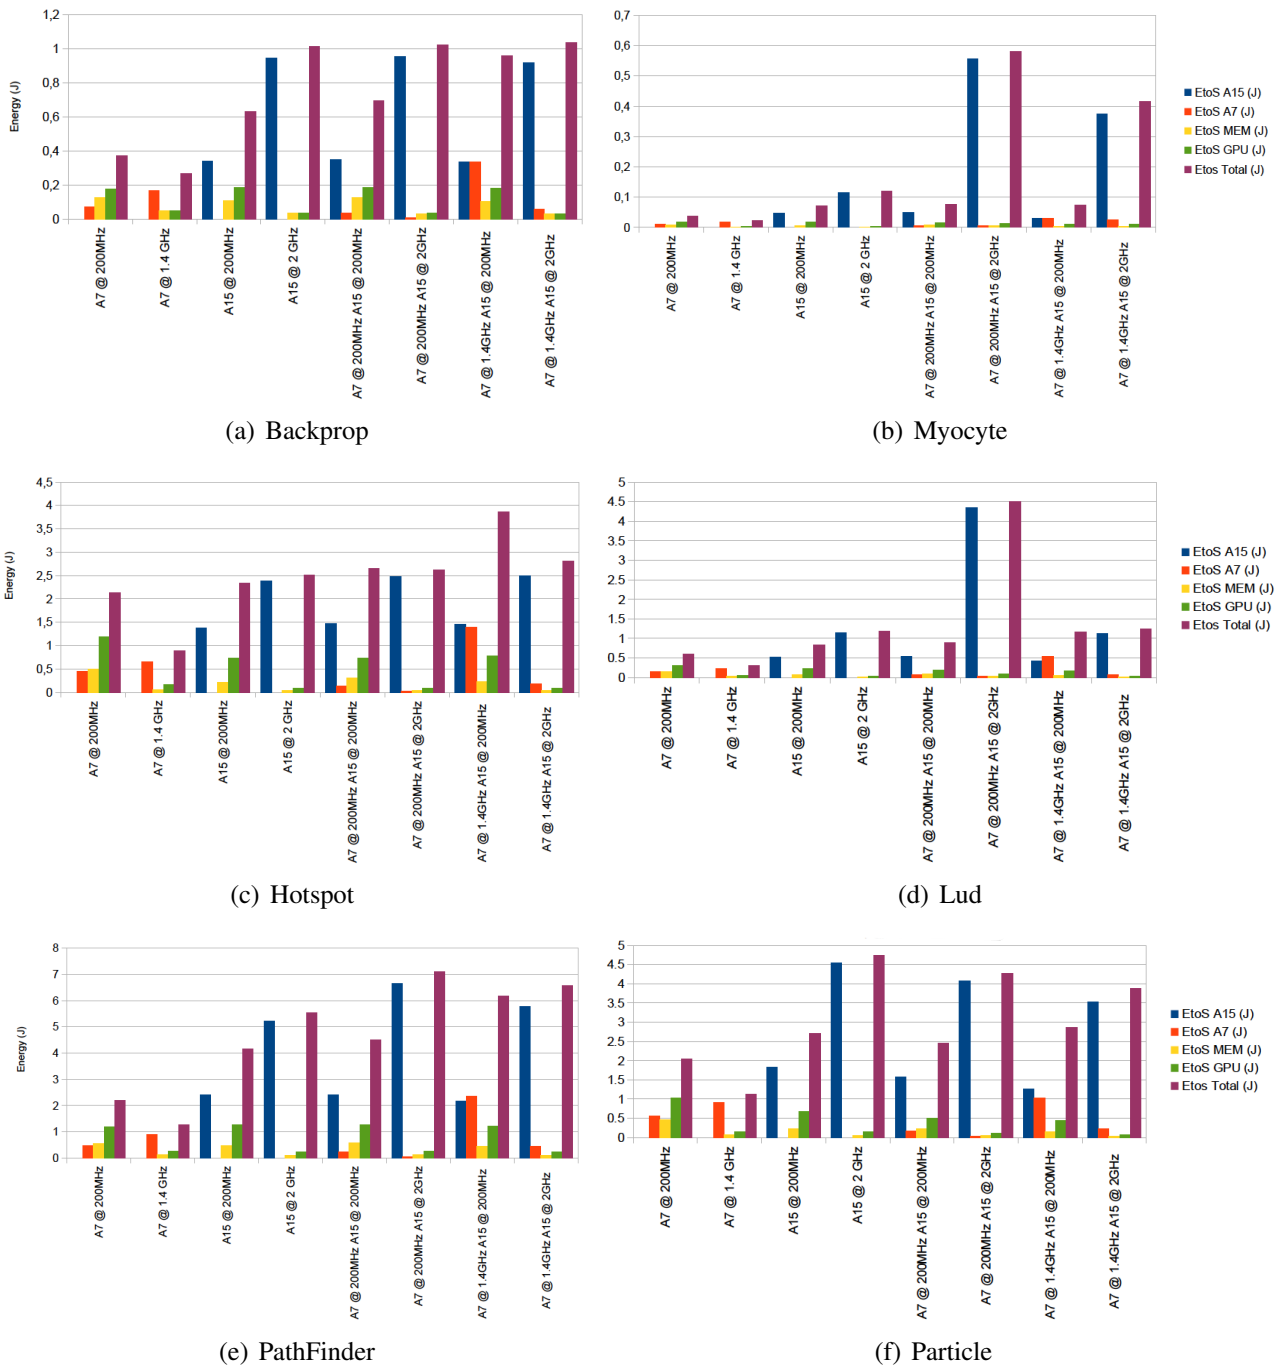 1,2
1
0,8
0,6
0,4
0,2
0
Energy (J)
A7 @ 200MHz
A7 @ 1.4 GHz
A15 @ 200MHz
A15 @ 2 GHz
A7 @ 200MHz A15 @ 200MHz
A7 @ 200MHz A15 @ 2GHz
A7 @ 1.4GHz A15 @ 200MHz
A7 @ 1.4GHz A15 @ 2GHz
(a) Backprop
0,7
0,6
0,5
0,4
0,3
0,2
0,1
0
A7 @ 200MHz
A7 @ 1.4 GHz
A15 @ 200MHz
A15 @ 2 GHz
A7 @ 200MHz A15 @ 200MHz
A7 @ 200MHz A15 @ 2GHz
A7 @ 1.4GHz A15 @ 200MHz
A7 @ 1.4GHz A15 @ 2GHz
EtoS A15 (J)
EtoS A7 (J)
EtoS MEM (J)
EtoS GPU (J)
Etos Total (J)
(b) Myocyte
4,5
4
3,5
3
2,5
2
1,5
1
0,5
0
Energy (J)
A7 @ 200MHz
A7 @ 1.4 GHz
A15 @ 200MHz
A15 @ 2 GHz
A7 @ 200MHz A15 @ 200MHz
A7 @ 200MHz A15 @ 2GHz
A7 @ 1.4GHz A15 @ 200MHz
A7 @ 1.4GHz A15 @ 2GHz
(c) Hotspot
5
4.5
4
3.5
3
2.5
2
1.5
1
0.5
0
A7 @ 200MHz
A7 @ 1.4 GHz
A15 @ 200MHz
A15 @ 2 GHz
A7 @ 200MHz A15 @ 200MHz
A7 @ 200MHz A15 @ 2GHz
A7 @ 1.4GHz A15 @ 200MHz
A7 @ 1.4GHz A15 @ 2GHz
EtoS A15 (J)
EtoS A7 (J)
EtoS MEM (J)
EtoS GPU (J)
Etos Total (J)
(d) Lud
8
7
6
5
4
3
2
1
0
Energy (J)
A7 @ 200MHz
A7 @ 1.4 GHz
A15 @ 200MHz
A15 @ 2 GHz
A7 @ 200MHz A15 @ 200MHz
A7 @ 200MHz A15 @ 2GHz
A7 @ 1.4GHz A15 @ 200MHz
A7 @ 1.4GHz A15 @ 2GHz
(e) PathFinder
5
4.5
4
3.5
3
2.5
2
1.5
1
0.5
0
A7 @ 200MHz
A7 @ 1.4 GHz
A15 @ 200MHz
A15 @ 2 GHz
A7 @ 200MHz A15 @ 200MHz
A7 @ 200MHz A15 @ 2GHz
A7 @ 1.4GHz A15 @ 200MHz
A7 @ 1.4GHz A15 @ 2GHz
EtoS A15 (J)
EtoS A7 (J)
EtoS MEM (J)
EtoS GPU (J)
Etos Total (J)
(f) Particle